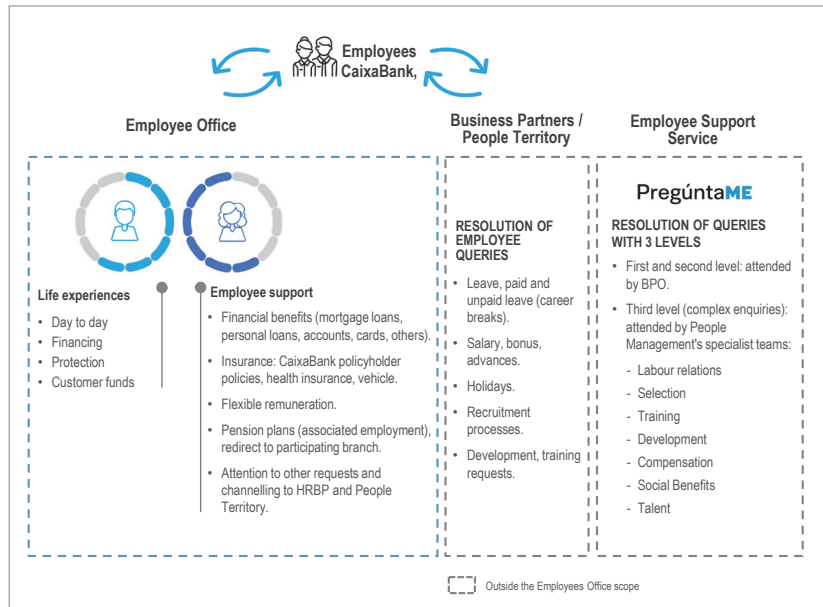 Employees
CaixaBank,
Employee Office
Business Partners /
People Territory
Employee Support
Service
Life experiences
• Day to day
• Financing
• Protection
• Customer funds
Employee support
• Financial benefits (mortgage loans,
personal loans, accounts, cards, others).
• Insurance: CaixaBank policyholder
policies, health insurance, vehicle.
• Flexible remuneration.
• Pension plans (associated employment),
redirect to participating branch.
• Attention to other requests and
channelling to HRBP and People
Territory.
RESOLUTION OF
EMPLOYEE
QUERIES
• Leave, paid and
unpaid leave (career
breaks).
• Salary, bonus,
advances.
• Holidays.
• Recruitment
processes.
• Development, training
requests.
PregúntaME
RESOLUTION OF QUERIES
WITH 3 LEVELS
• First and second level: attended
by BPO.
• Third level (complex enquiries):
attended by People
Management's specialist teams:
- Labour relations
- Selection
- Training
- Development
- Compensation
- Social Benefits
- Talent
Outside the Employees Office scope